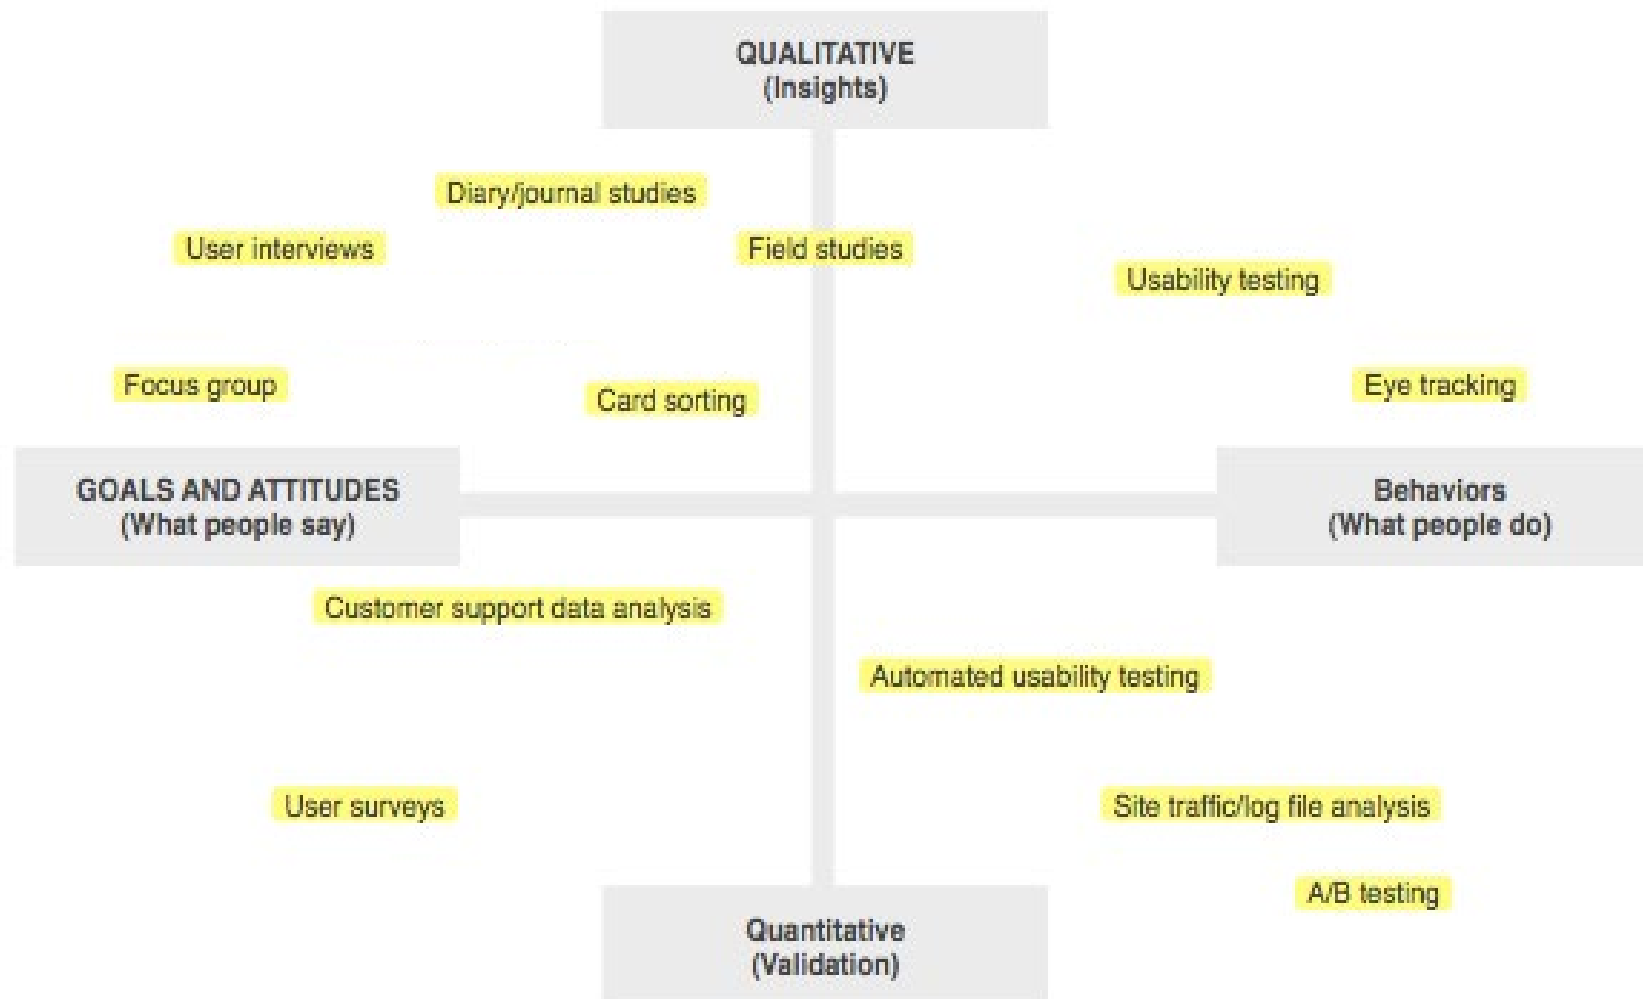 QUALITATIVE
(Insights)
Diary/journal studies
User interviews
Field studies
Usability testing
Focus group
Card sorting
Eye tracking
GOALS AND ATTITUDES
(What people say)
Behaviors
(What people do)
Customer support data analysis
Automated usability testing
User surveys
Site traffic/log file analysis
A/B testing
Quantitative
(Validation)